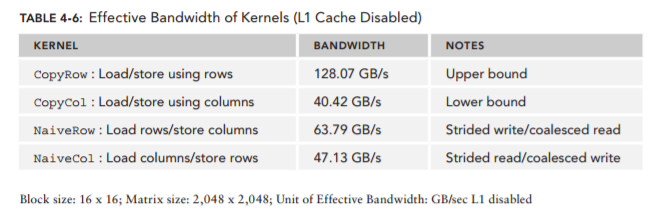 TABLE 4-6: Effective Bandwidth of Kernels (L1 Cache Disabled)
KERNEL BANDWIDTH NOTES
CopyRow : Load/store using rows 128.07 GB/s Upper bound
CopyCol : Load/store using columns 40.42 GB/s Lower bound
NaiveRow : Load rows/store columns 63.79 GB/s Strided write/coalesced read
NaiveCol : Load columns/store rows 47.13 GB/s Strided read/coalesced write
Block size: 16 x 16; Matrix size: 2,048 x 2,048; Unit of Effective Bandwidth: GB/sec L1 disabled